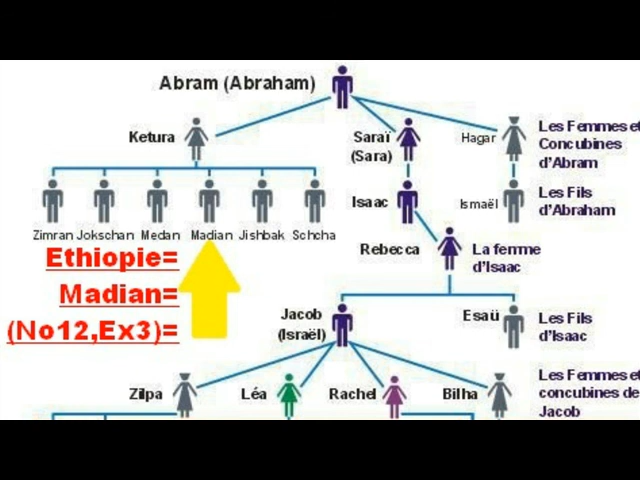 Abram (Abraham)
Ketura
Saraï
(Sara)
Hagar
Les Femmes et
Concubines
d'Abram
Isaac
Ismaël
Les Fils
d'Abraham
Zimran Jokschan Medan Madian Jishbak Schcha
Ethiopie=
Madian=
(No12,Ex3)=
Rebecca
La femme
d'Isaac
Jacob
(Israël)
Esaü
Les Fils
d'Isaac
Zilpa
Léa
Rachel
Bilha
Les Femmes et
concubines de
Jacob